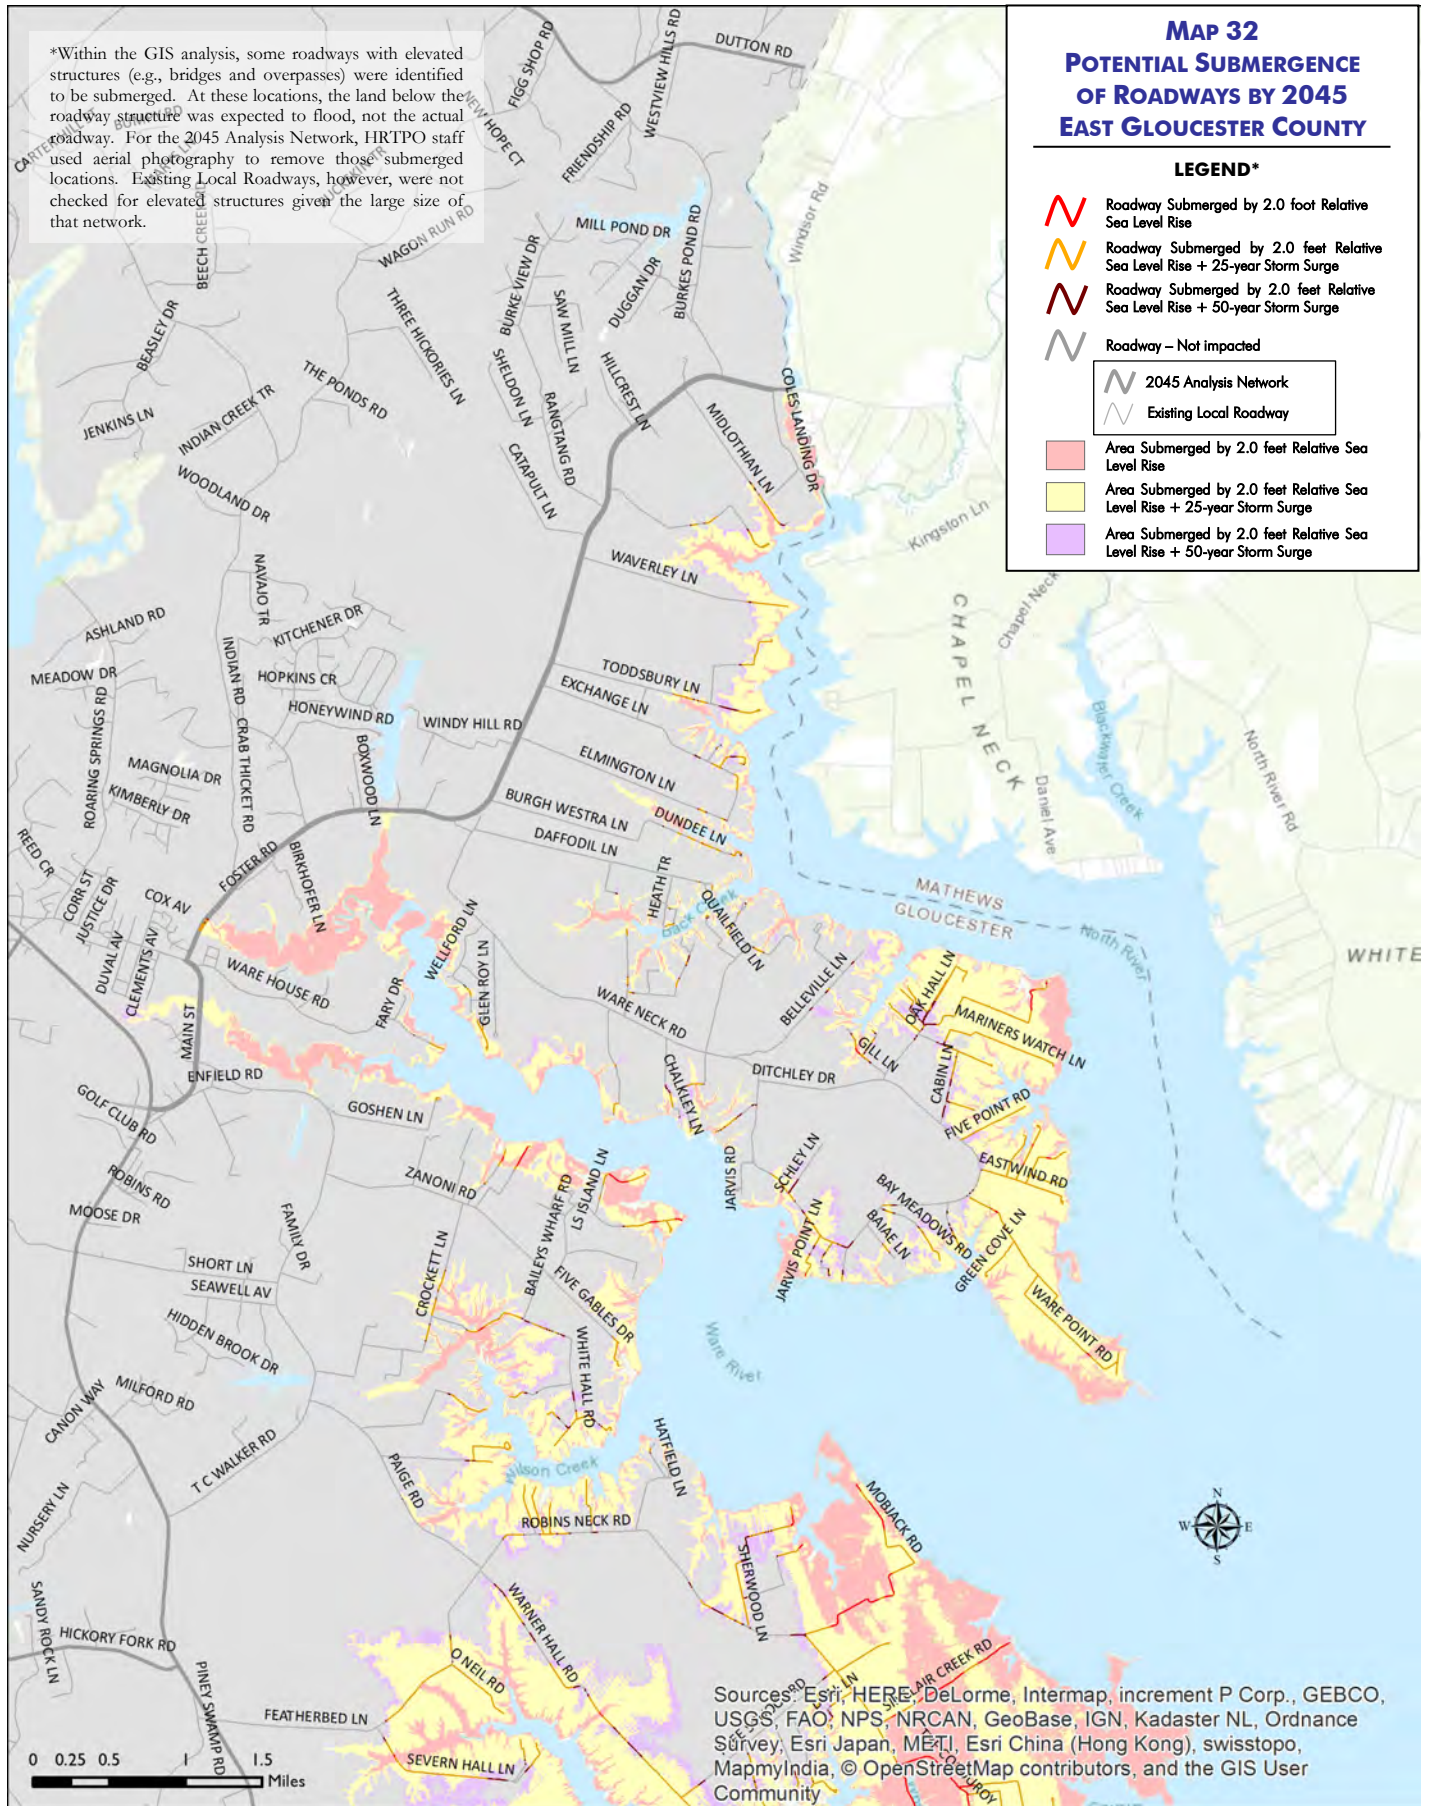 *Within the GIS analysis, some roadways with elevated
structures (e.g., bridges and overpasses) were identified
to be submerged. At these locations, the land below the
roadway structure was expected to flood, not the actual
roadway. For the 2045 Analysis Network, HRTPO staff
used aerial photography to remove those submerged
locations. Existing Local Roadways, however, were not
checked for elevated structures given the large size of
that network.
MAP 32
POTENTIAL SUBMERGENCE
OF ROADWAYS BY 2045
EAST GLOUCESTER COUNTY
LEGEND*
Roadway Submerged by 2.0 foot Relative
Sea Level Rise
Roadway Submerged by 2.0 feet Relative
Sea Level Rise + 25-year Storm Surge
Roadway Submerged by 2.0 feet Relative
Sea Level Rise + 50-year Storm Surge
Roadway – Not impacted
2045 Analysis Network
Existing Local Roadway
Area Submerged by 2.0 feet Relative Sea
Level Rise
Area Submerged by 2.0 feet Relative Sea
Level Rise + 25-year Storm Surge
Area Submerged by 2.0 feet Relative Sea
Level Rise + 50-year Storm Surge
DUTTON RD
FIGG SHOP RD
WESTVIEW HILLS RD
NEW HOPE CT
FRIENDSHIP RD
BEECH CREEK RD
WAGON RUN RD
MILL POND DR
Windsor Rd
BURKE VIEW DR
DUGGAN DR
BURKES POND RD
SAW MILL LN
THREE HICKORIES LN
BEASLEY DR
THE PONDS RD
SHELDON LN
HILLCREST LN
COLES LANDING DR
JENKINS LN
INDIAN CREEK TR
RANGTANG RD
MIDLOTHIAN LN
CATAPULT LN
WOODLAND DR
Kingston Ln
WAVERLEY LN
NAVAJO TR
Chapel Neck
CHAPEL NECK
ASHLAND RD
KITCHENER DR
MEADOW DR
INDIAN RD
HOPKINS CR
TODDSBURY LN
EXCHANGE LN
HONEYWIND RD
WINDY HILL RD
ROARING SPRINGS RD
Blackwater Creek
North River Rd
MAGNOLIA DR
CRAB THICKET RD
BOXWOOD LN
ELMINGTON LN
Daniel Ave
KIMBERLY DR
BURGH WESTRA LN
DUNDEE LN
DAFFODIL LN
REED CR
FOSTER RD
BIRKHOFER LN
CORR ST
JUSTICE DR
COX AV
HEATH TR
QUAILFIELD LN
Back Creek
MATHEWS
GLOUCESTER
WELLFORD LN
North River
DUVAL AV
CLEMENTS AV
WARE HOUSE RD
GLEN ROY LN
WHITE
BELLEVILLE LN
OAK HALL LN
FARY DR
WARE NECK RD
MAIN ST
MARINERS WATCH LN
GILL LN
ENFIELD RD
DITCHLEY DR
CABIN LN
CHALKLEY LN
GOSHEN LN
GOLF CLUB RD
FIVE POINT RD
ROBINS RD
ZANONI RD
SCHLEY LN
EASTWIND RD
JARVIS RD
LS ISLAND LN
BAY MEADOWS RD
MOOSE DR
FAMILY DR
BAILEYS WHARF RD
BAIAE LN
CROCKETT LN
JARVIS POINT LN
GREEN COVE LN
SHORT LN
FIVE GABLES DR
SEAWELL AV
WARE POINT RD
HIDDEN BROOK DR
Ware River
WHITE HALL RD
MILFORD RD
CANON WAY
HATFIELD LN
T C WALKER RD
PAIGE RD
Wilson Creek
MOBJACK RD
NURSERY LN
ROBINS NECK RD
N
W
E
S
SHERWOOD LN
WARNER HALL RD
SANDY ROCK LN
HICKORY FORK RD
O NEIL RD
PINEY SWAMP RD
FEATHERBED LN
SEVERN HALL LN
0 0.25 0.5 1 1.5
Miles
Sources: Esri, HERE, DeLorme, Intermap, increment P Corp., GEBCO,
USGS, FAO, NPS, NRCAN, GeoBase, IGN, Kadaster NL, Ordnance
Survey, Esri Japan, METI, Esri China (Hong Kong), swisstopo,
MapmyIndia, © OpenStreetMap contributors, and the GIS User
Community